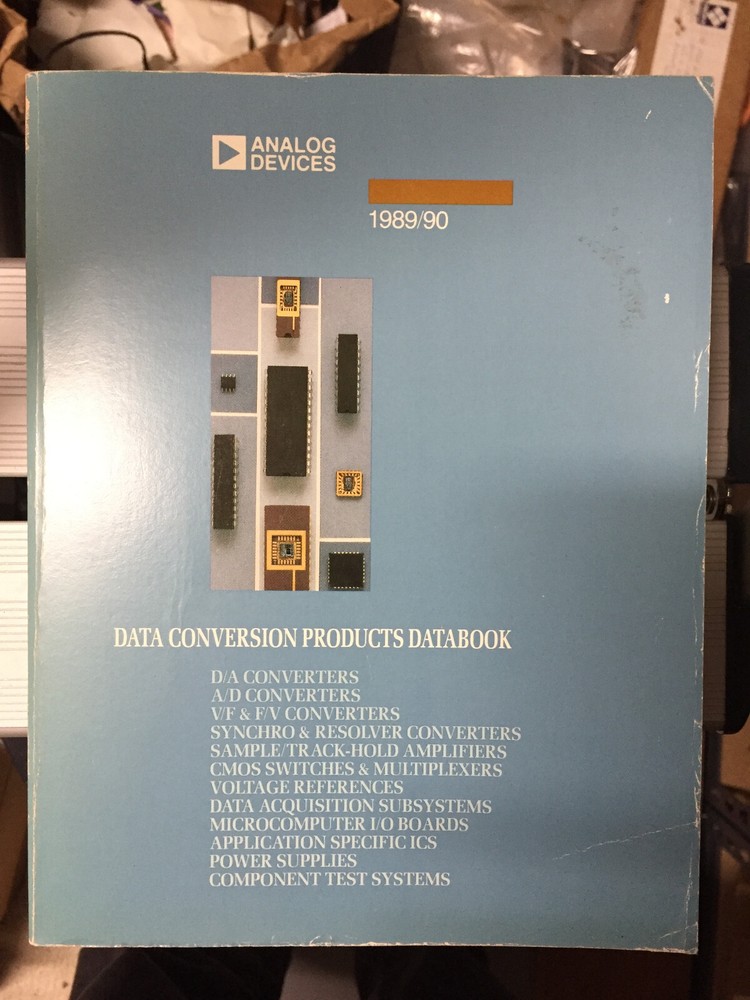 ANALOG
DEVICES
1989/90
DATA CONVERSION PRODUCTS DATABOOK
D/A CONVERTERS
A/D CONVERTERS
V/F & F/V CONVERTERS
SYNCHRO & RESOLVER CONVERTERS
SAMPLE/TRACK-HOLD AMPLIFIERS
CMOS SWITCHES & MULTIPLEXERS
VOLTAGE REFERENCES
DATA ACQUISITION SUBSYSTEMS
MICROCOMPUTER I/O BOARDS
APPLICATION SPECIFIC ICS
POWER SUPPLIES
COMPONENT TEST SYSTEMS